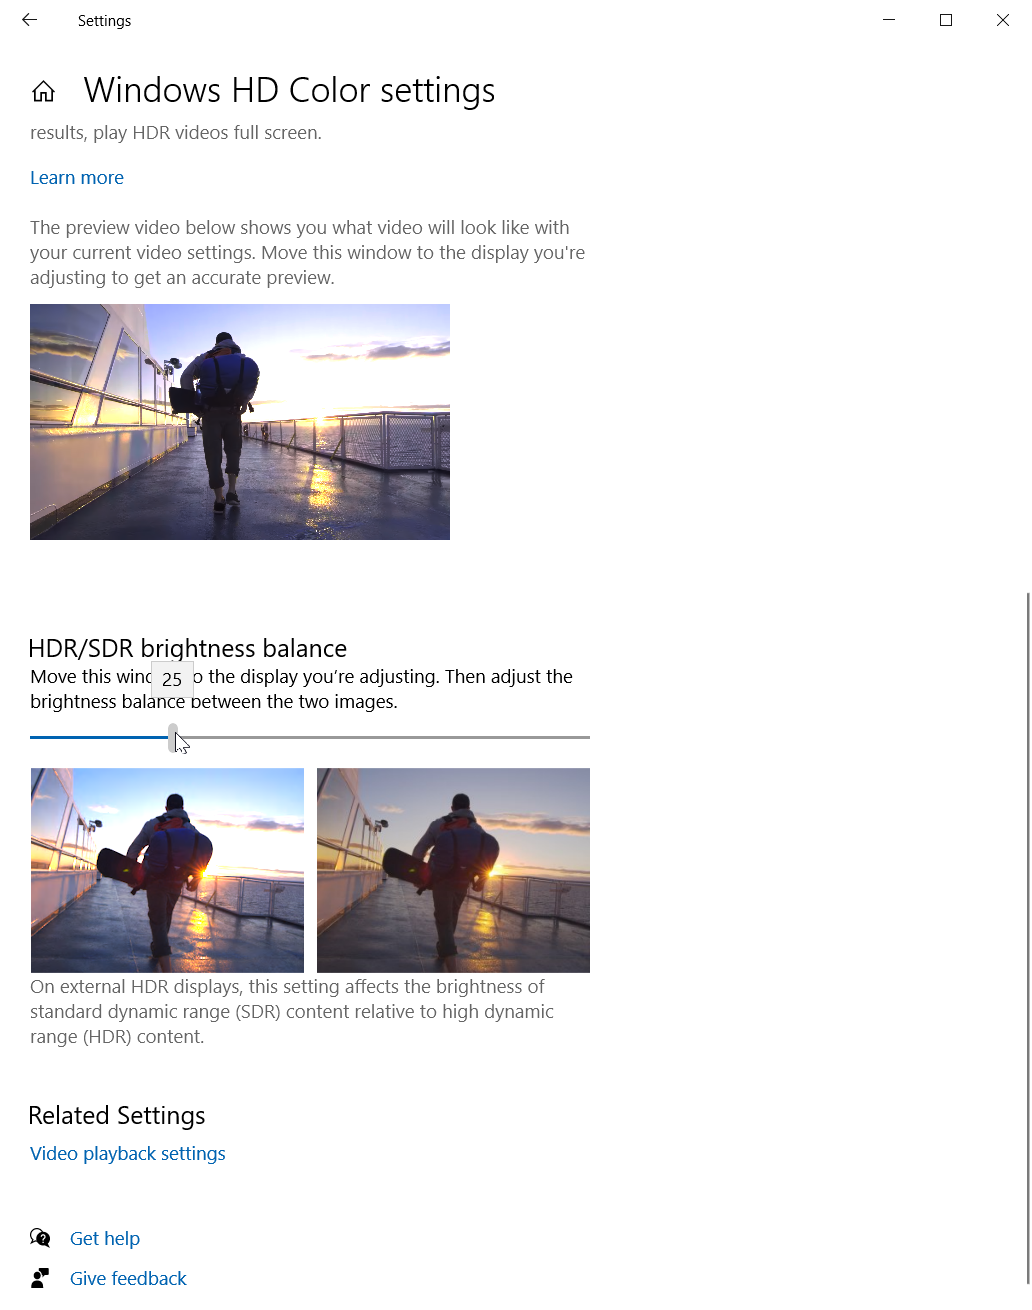 Settings
Windows HD Color settings
results, play HDR videos full screen.
Learn more
The preview video below shows you what video will look like with
your current video settings. Move this window to the display you're
adjusting to get an accurate preview.
HDR/SDR brightness balance
Move this wind o the display you’re adjusting. Then adjust the
25
brightness balance between the two images.
On external HDR displays, this setting affects the brightness of
standard dynamic range (SDR) content relative to high dynamic
range (HDR) content.
Related Settings
Video playback settings
Get help
Give feedback